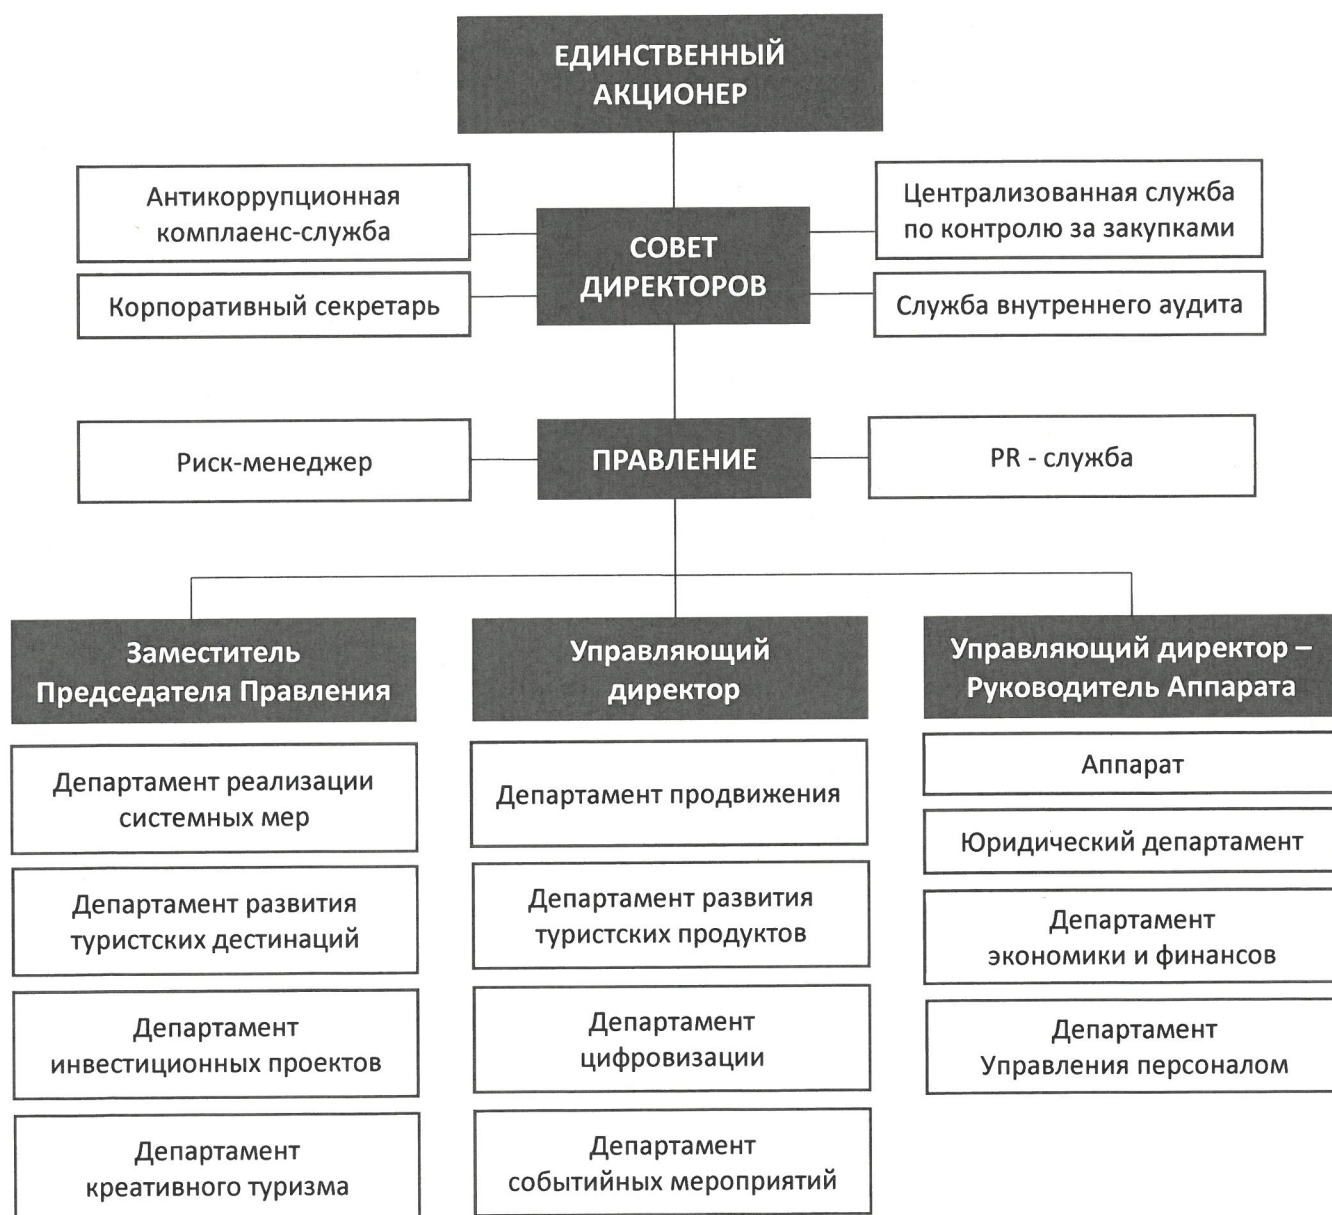 ЕДИНСТВЕННЫЙ
АКЦИОНЕР
Антикоррупционная
комплаенс-служба
Централизованная служба
по контролю за закупками
СОВЕТ
ДИРЕКТОРОВ
Корпоративный секретарь
Служба внутреннего аудита
Риск-менеджер
ПРАВЛЕНИЕ
PR - служба
Заместитель
Председателя Правления
Управляющий
директор
Управляющий директор –
Руководитель Аппарата
Департамент реализации
системных мер
Департамент развития
туристских дестинаций
Департамент
инвестиционных проектов
Департамент
креативного туризма
Департамент продвижения
Департамент развития
туристских продуктов
Департамент
цифровизации
Департамент
событийных мероприятий
Аппарат
Юридический департамент
Департамент
экономики и финансов
Департамент
Управления персоналом